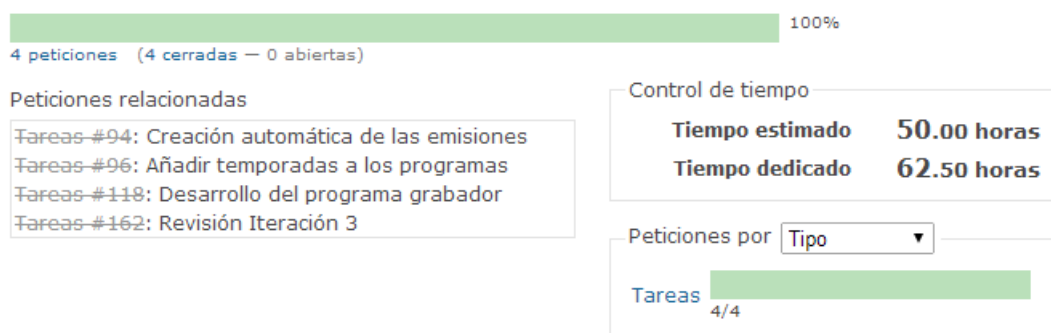 100%
4 peticiones (4 cerradas — 0 abiertas)
Peticiones relacionadas
Tareas #94: Creación automática de las emisiones
Tareas #96: Añadir temporadas a los programas
Tareas #118: Desarrollo del programa grabador
Tareas #162: Revisión Iteración 3
Control de tiempo
Tiempo estimado 50.00 horas
Tiempo dedicado 62.50 horas
Peticiones por Tipo
Tareas
4/4